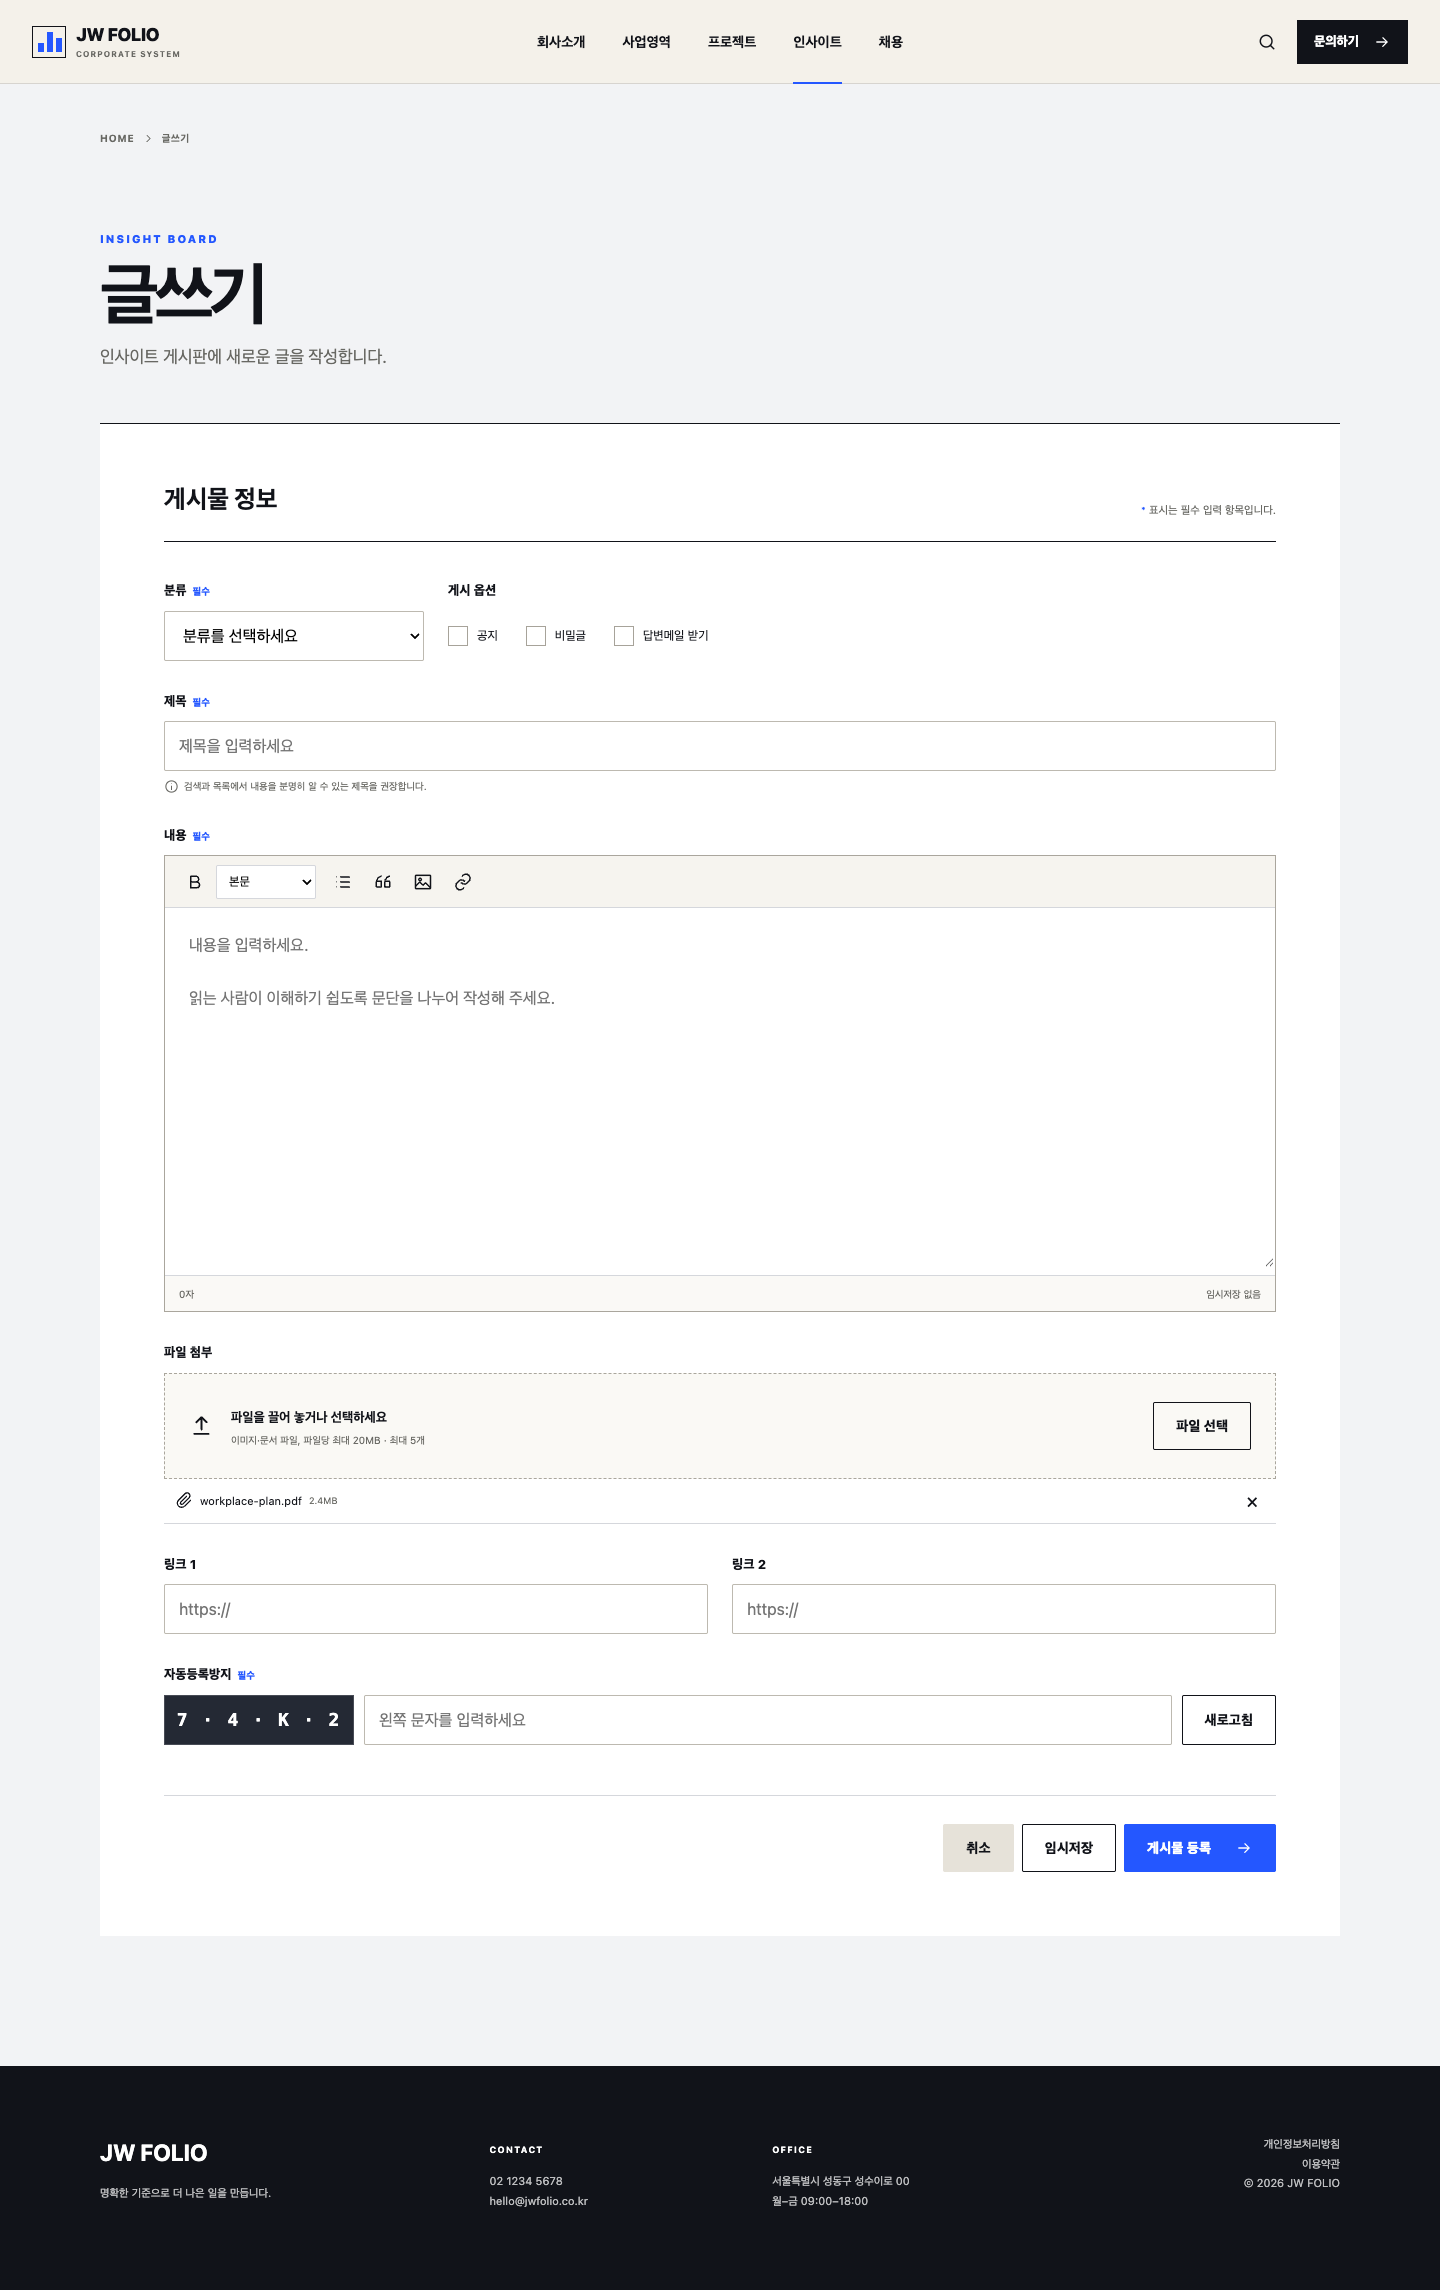 JW FOLIO
CORPORATE SYSTEM
회사소개
사업영역
프로젝트
인사이트
채용
문의하기
HOME
글쓰기
INSIGHT BOARD
글쓰기
인사이트 게시판에 새로운 글을 작성합니다.
게시물 정보
* 표시는 필수 입력 항목입니다.
분류 필수
게시 옵션
분류를 선택하세요
공지
비밀글
답변메일 받기
제목 필수
제목을 입력하세요
검색과 목록에서 내용을 분명히 알 수 있는 제목을 권장합니다.
내용 필수
B
본문
내용을 입력하세요.
읽는 사람이 이해하기 쉽도록 문단을 나누어 작성해 주세요.
0자
임시저장 없음
파일 첨부
파일을 끌어 놓거나 선택하세요
이미지·문서 파일, 파일당 최대 20MB · 최대 5개
파일 선택
workplace-plan.pdf 2.4MB
링크 1
링크 2
https://
https://
자동등록방지 필수
7 · 4 · K · 2
왼쪽 문자를 입력하세요
새로고침
취소
임시저장
게시물 등록
JW FOLIO
명확한 기준으로 더 나은 일을 만듭니다.
CONTACT
02 1234 5678
hello@jwfolio.co.kr
OFFICE
서울특별시 성동구 성수이로 00
월–금 09:00–18:00
개인정보처리방침
이용약관
© 2026 JW FOLIO